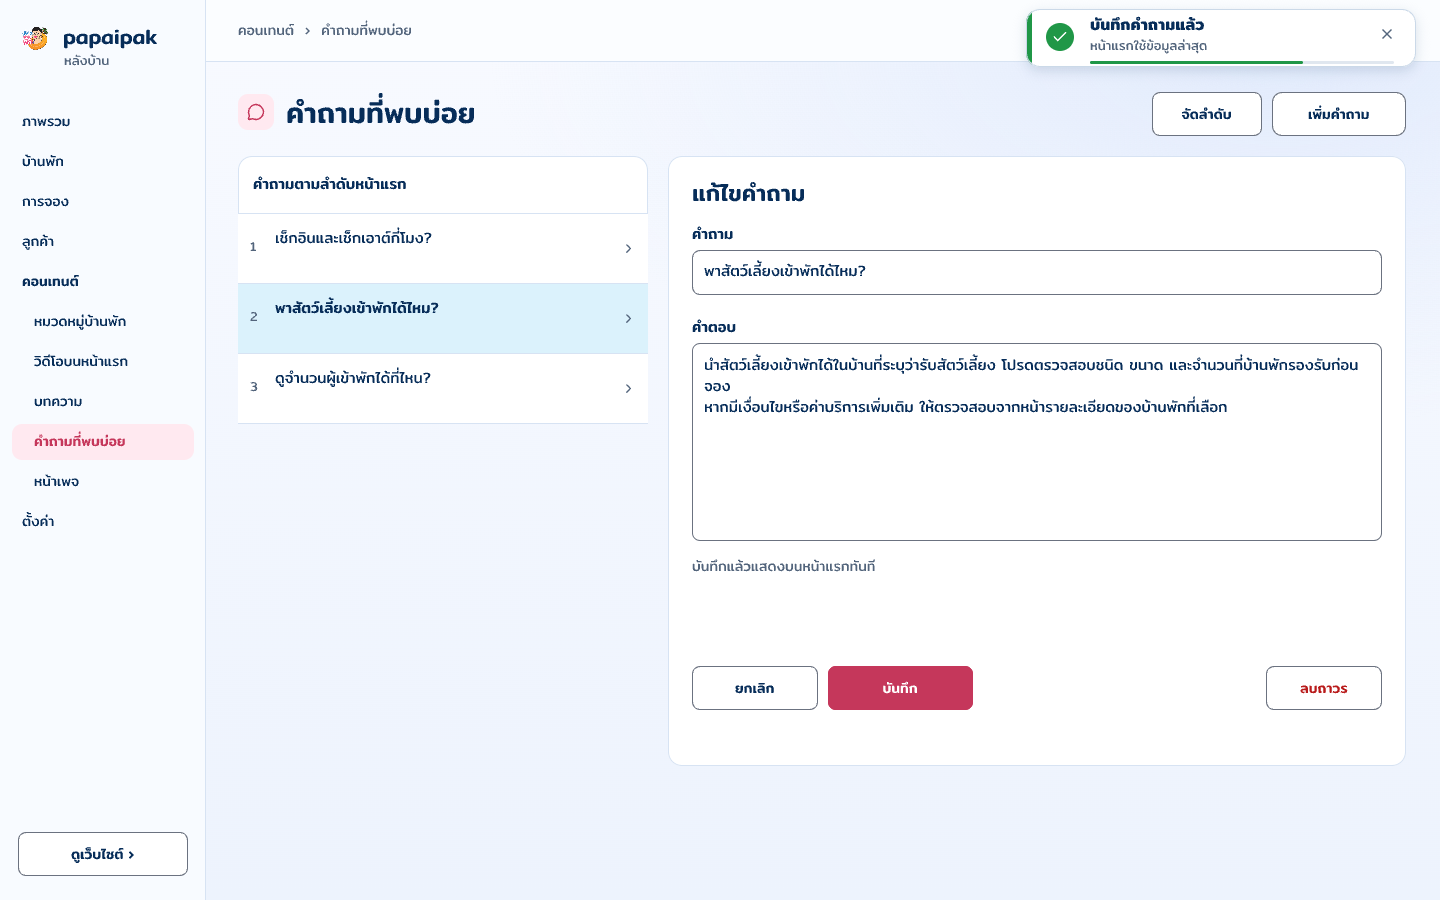 papaipak
หลังบ้าน
ภาพรวม
บ้านพัก
การจอง
ลูกค้า
คอนเทนต์
หมวดหมู่บ้านพัก
วิดีโอบนหน้าแรก
บทความ
คำถามที่พบบ่อย
หน้าเพจ
ตั้งค่า
ดูเว็บไซต์ ›
คอนเทนต์ › คำถามที่พบบ่อย
บันทึกคำถามแล้ว
หน้าแรกใช้ข้อมูลล่าสุด
คำถามที่พบบ่อย
จัดลำดับ
เพิ่มคำถาม
คำถามตามลำดับหน้าแรก
1 เช็กอินและเช็กเอาต์กี่โมง?
2 พาสัตว์เลี้ยงเข้าพักได้ไหม?
3 ดูจำนวนผู้เข้าพักได้ที่ไหน?
แก้ไขคำถาม
คำถาม
พาสัตว์เลี้ยงเข้าพักได้ไหม?
คำตอบ
นำสัตว์เลี้ยงเข้าพักได้ในบ้านที่ระบุว่ารับสัตว์เลี้ยง โปรดตรวจสอบชนิด ขนาด และจำนวนที่บ้านพักรองรับก่อน
จอง
หากมีเงื่อนไขหรือค่าบริการเพิ่มเติม ให้ตรวจสอบจากหน้ารายละเอียดของบ้านพักที่เลือก
บันทึกแล้วแสดงบนหน้าแรกทันที
ยกเลิก
บันทึก
ลบถาวร